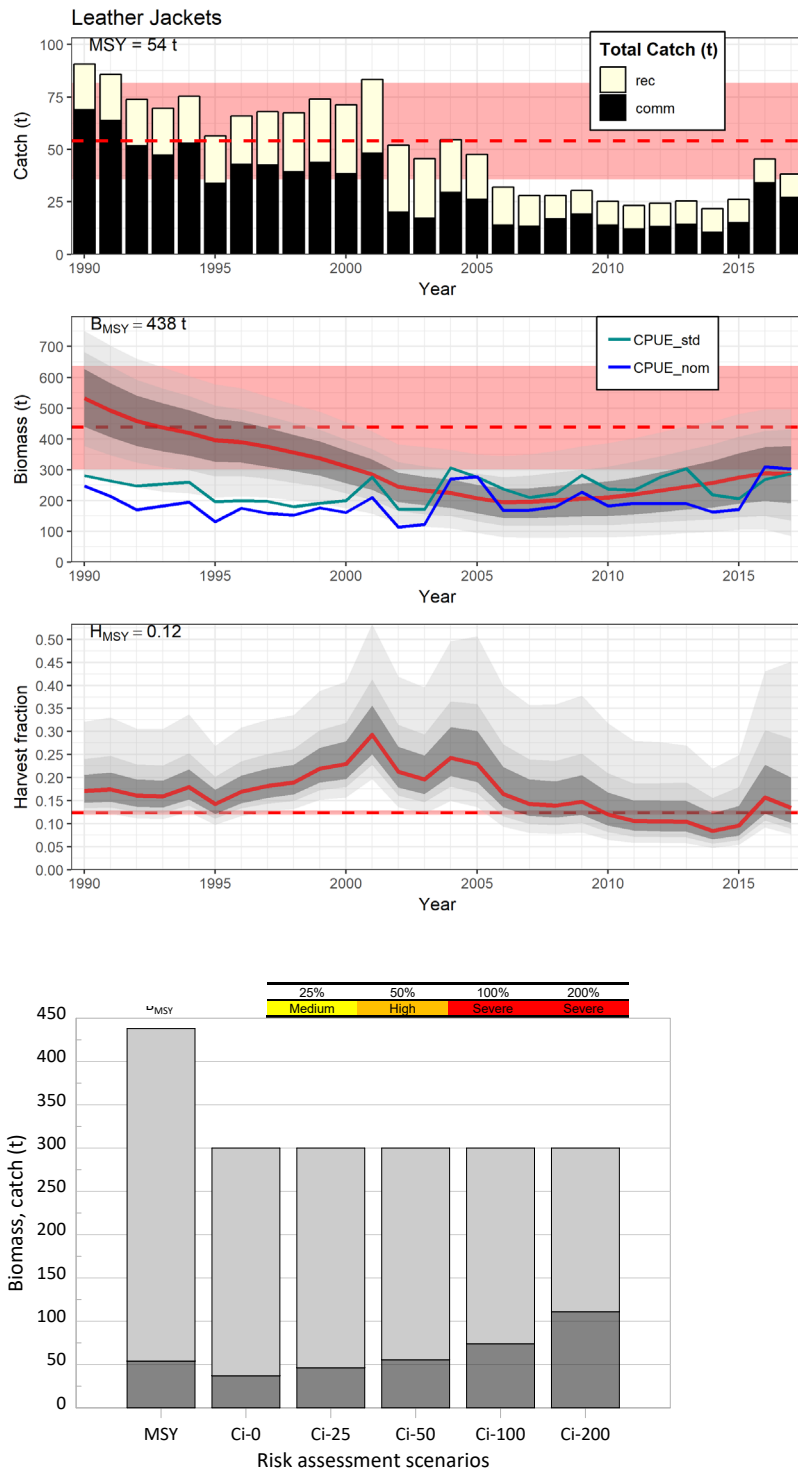 Leather Jackets
MSY = 54 t
Total Catch (t)
rec
comm
100
75
50
25
0
Catch (t)
1990 1995 2000 2005 2010 2015
Year
BMSY = 438 t
CPUE_std
CPUE_nom
700
600
500
400
300
200
100
0
Biomass (t)
1990 1995 2000 2005 2010 2015
Year
HMSY = 0.12
0.50
0.45
0.40
0.35
0.30
0.25
0.20
0.15
0.10
0.05
0.00
Harvest fraction
1990 1995 2000 2005 2010 2015
Year
25% 50% 100% 200%
Medium High Severe Severe
BMSY
450
400
350
300
250
200
150
100
50
0
Biomass, catch (t)
MSY Ci-0 Ci-25 Ci-50 Ci-100 Ci-200
Risk assessment scenarios